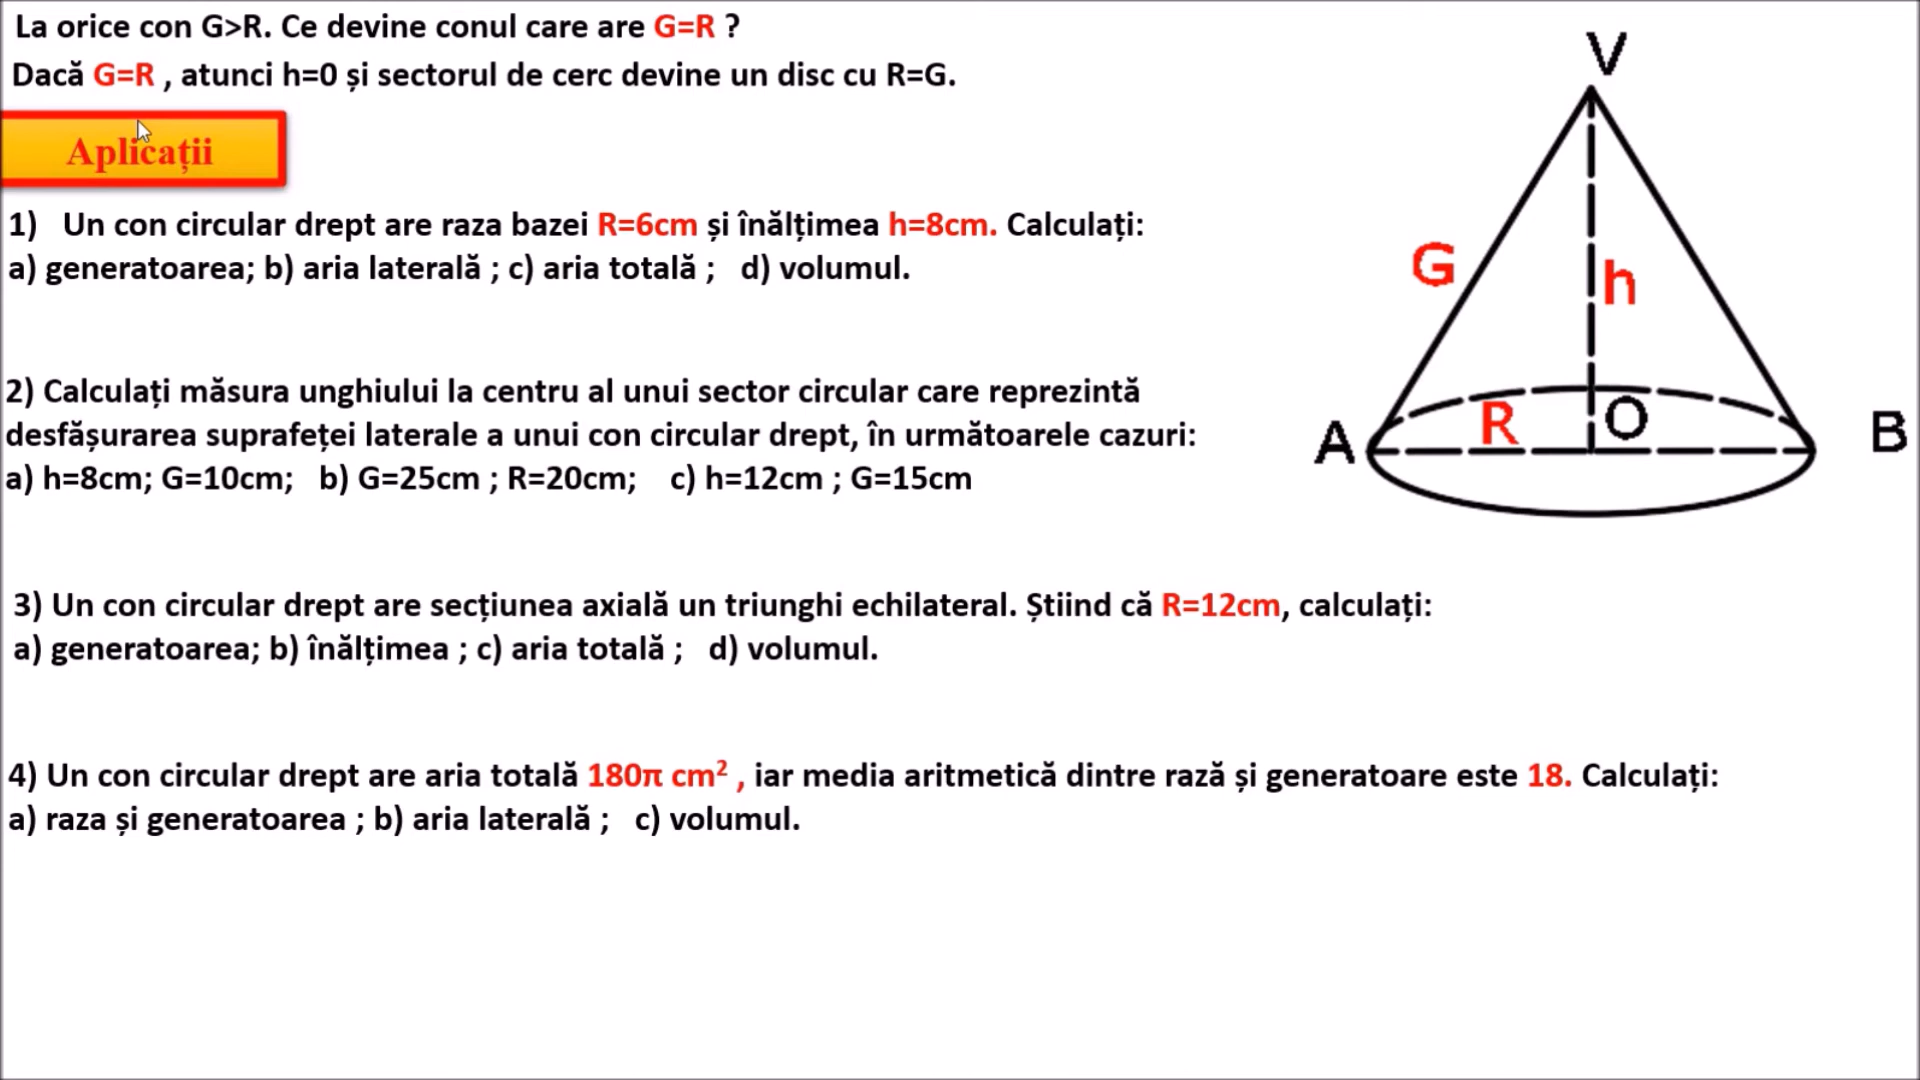 La orice con G>R. Ce devine conul care are G=R ?
Dacă G=R , atunci h=0 și sectorul de cerc devine un disc cu R=G.
Aplicații
1) Un con circular drept are raza bazei R=6cm și înălțimea h=8cm. Calculați:
a) generatoarea; b) aria laterală ; c) aria totală ; d) volumul.
2) Calculați măsura unghiului la centru al unui sector circular care reprezintă
desfășurarea suprafeței laterale a unui con circular drept, în următoarele cazuri:
a) h=8cm; G=10cm; b) G=25cm ; R=20cm; c) h=12cm ; G=15cm
3) Un con circular drept are secțiunea axială un triunghi echilateral. Știind că R=12cm, calculați:
a) generatoarea; b) înălțimea ; c) aria totală ; d) volumul.
4) Un con circular drept are aria totală 180π cm² , iar media aritmetică dintre rază și generatoare este 18. Calculați:
a) raza și generatoarea ; b) aria laterală ; c) volumul.
V
G
h
R
O
A
B